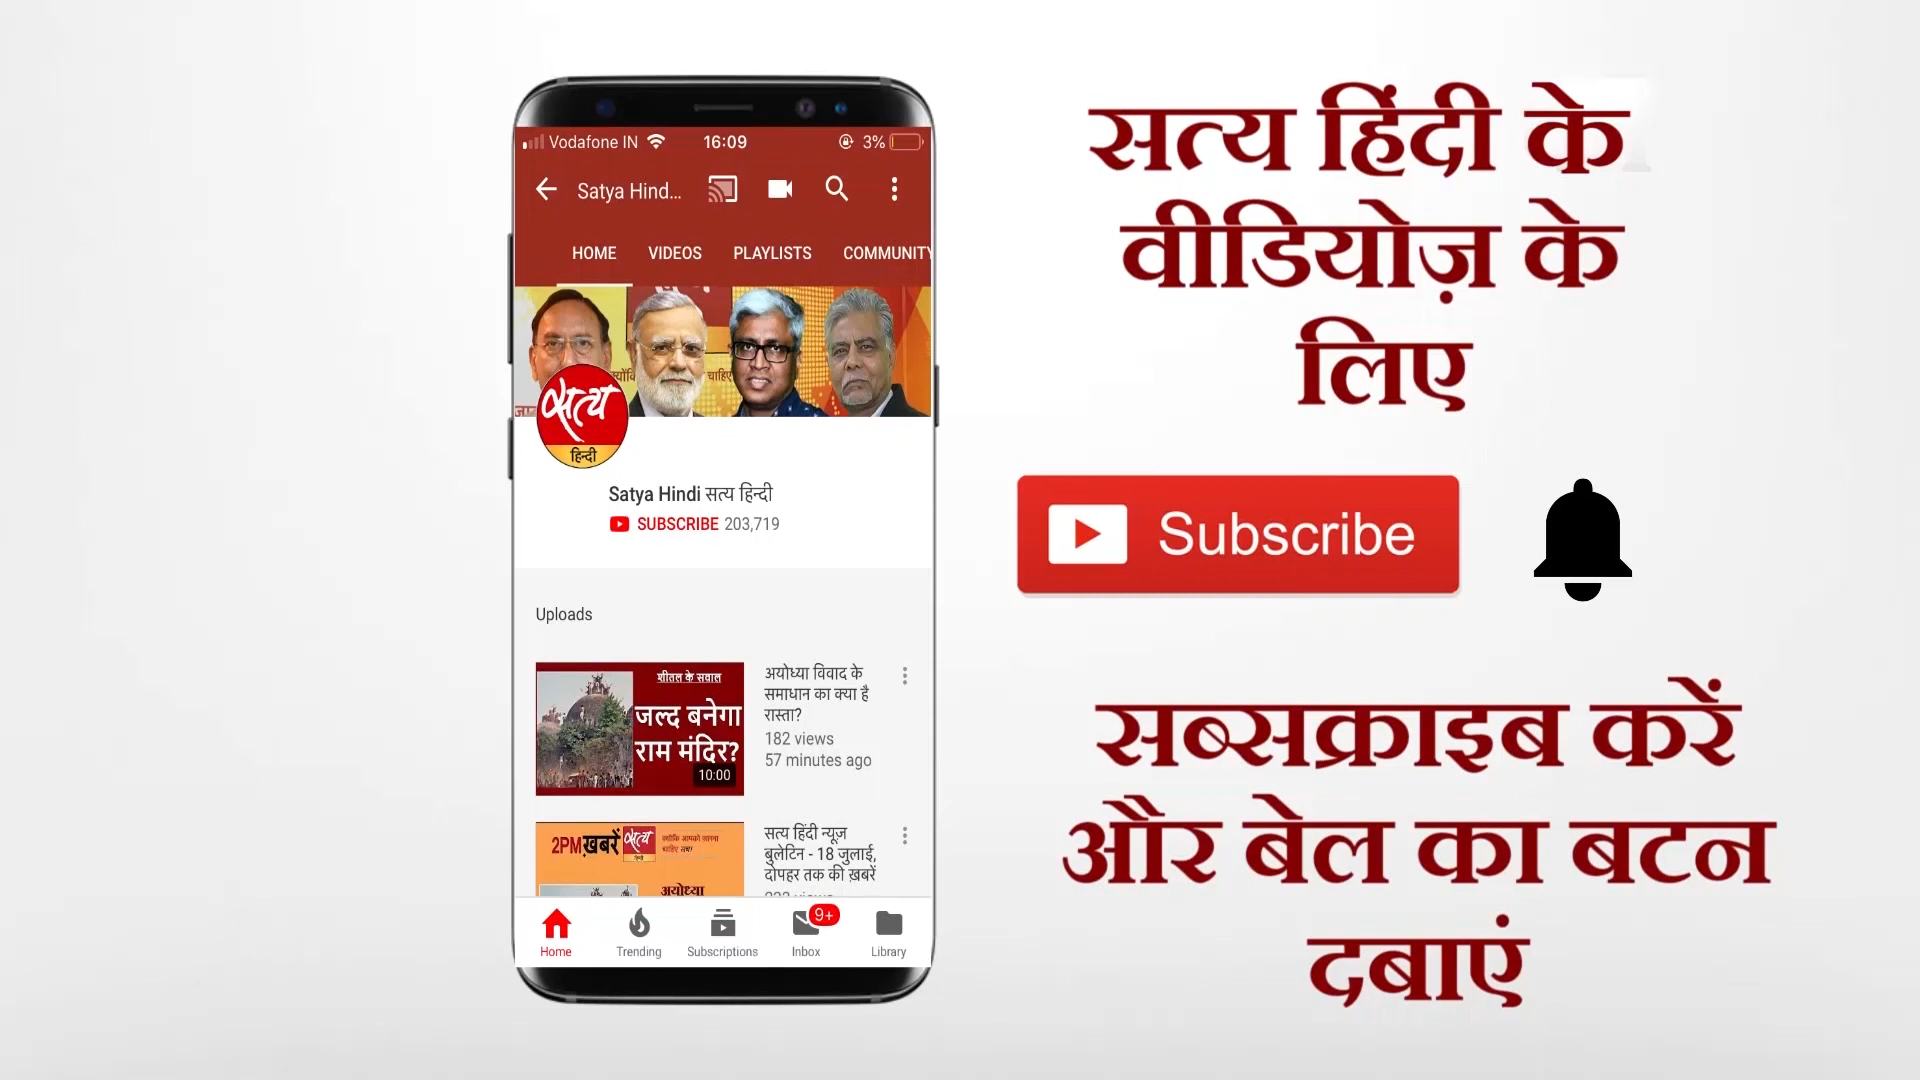 Vodafone IN
16:09
3%
Satya Hind...
HOME VIDEOS PLAYLISTS COMMUNITY
चाहिए
सत्य
हिन्दी
Satya Hindi सत्य हिन्दी
SUBSCRIBE 203,719
Uploads
शीतल के सवाल
जल्द बनेगा
राम मंदिर?
10:00
अयोध्या विवाद के
समाधान का क्या है
रास्ता?
182 views
57 minutes ago
2PM ख़बरें
सत्य
अयोध्या
सत्य हिंदी न्यूज़
बुलेटिन - 18 जुलाई,
दोपहर तक की ख़बरें
Home
Trending
Subscriptions
9+
Inbox
Library
सत्य हिंदी के
वीडियोज़ के
लिए
Subscribe
सब्सक्राइब करें
और बेल का बटन
दबाएं